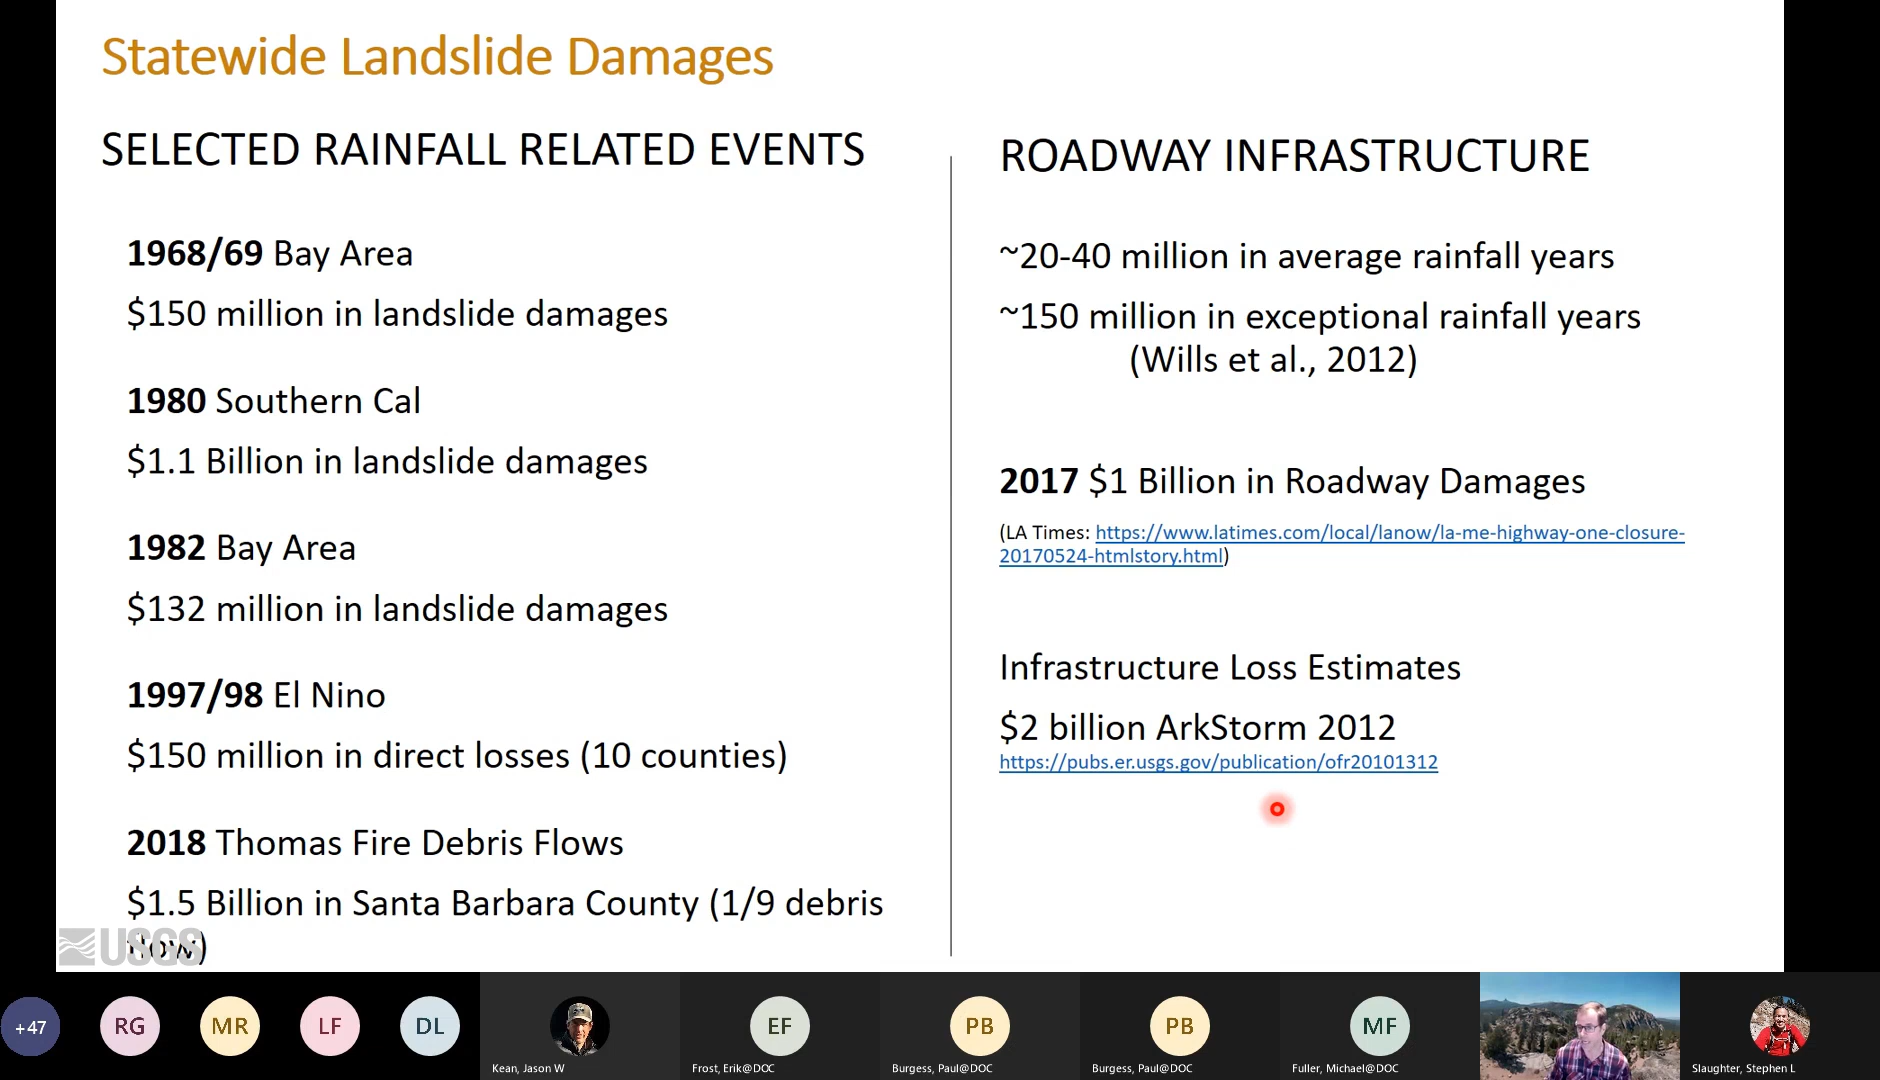 Statewide Landslide Damages
SELECTED RAINFALL RELATED EVENTS
1968/69 Bay Area
$150 million in landslide damages
1980 Southern Cal
$1.1 Billion in landslide damages
1982 Bay Area
$132 million in landslide damages
1997/98 El Nino
$150 million in direct losses (10 counties)
2018 Thomas Fire Debris Flows
$1.5 Billion in Santa Barbara County (1/9 debris
flow)
USGS
ROADWAY INFRASTRUCTURE
~20-40 million in average rainfall years
~150 million in exceptional rainfall years
(Wills et al., 2012)
2017 $1 Billion in Roadway Damages
(LA Times: https://www.latimes.com/local/lanow/la-me-highway-one-closure-
20170524-htmlstory.html)
Infrastructure Loss Estimates
$2 billion ArkStorm 2012
https://pubs.er.usgs.gov/publication/ofr20101312
+47
RG
MR
LF
DL
Kean, Jason W
EF
Frost, Erik@DOC
PB
Burgess, Paul@DOC
PB
Burgess, Paul@DOC
MF
Fuller, Michael@DOC
Slaughter, Stephen L